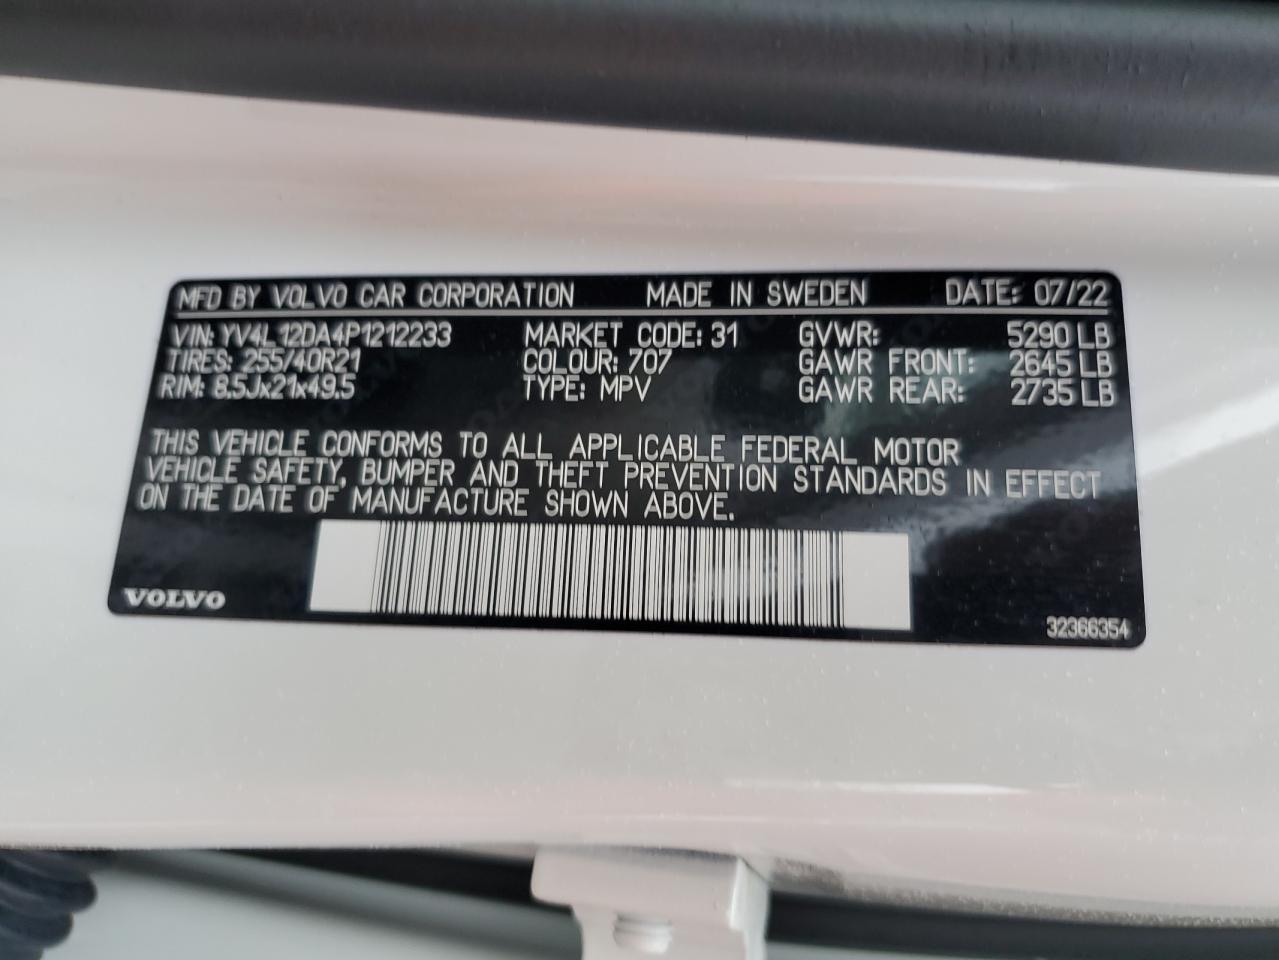 MFD BY VOLVO CAR CORPORATION MADE IN SWEDEN DATE: 07/22
VIN: YV4L12DA4P1212233 MARKET CODE: 31 GVWR: 5290 LB
TIRES: 255/40R21 COLOUR: 707 GAWR FRONT: 2645 LB
RIM: 8.5Jx21x49.5 TYPE: MPV GAWR REAR: 2735 LB
THIS VEHICLE CONFORMS TO ALL APPLICABLE FEDERAL MOTOR
VEHICLE SAFETY, BUMPER AND THEFT PREVENTION STANDARDS IN EFFECT
ON THE DATE OF MANUFACTURE SHOWN ABOVE.
VOLVO
32366354